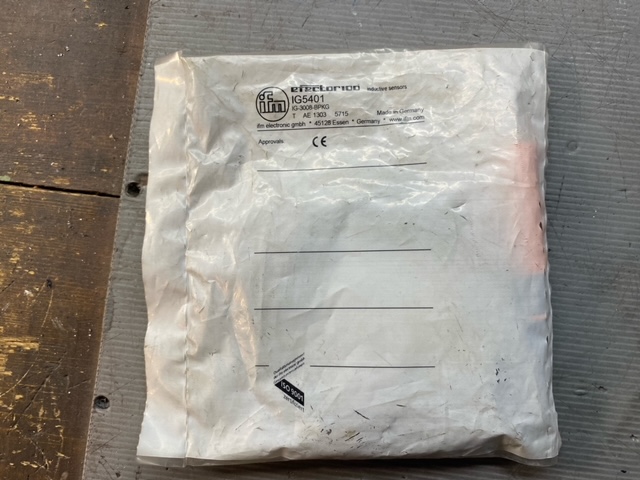 efector100 inductive sensors
ifm
IG5401
IG-3008-BPKG
T AE 1303 5715 Made in Germany
ifm electronic gmbh * 45128 Essen * Germany * www.ifm.com
Approvals CE
ISO 9001